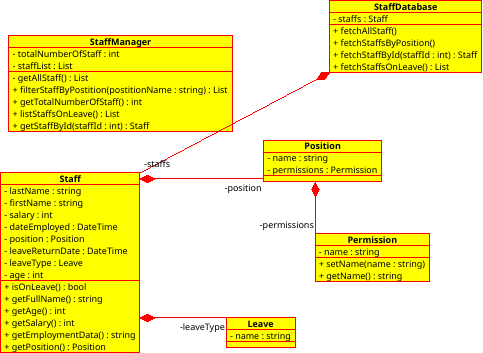 StaffDatabase
- staffs : Staff
+ fetchAllStaff()
+ fetchStaffsByPosition()
+ fetchStaffById(staffId : int) : Staff
+ fetchStaffsOnLeave() : List
StaffManager
- totalNumberOfStaff : int
- staffList : List
- getAllStaff() : List
+ filterStaffByPostition(postitionName : string) : List
+ getTotalNumberOfStaff() : int
+ listStaffsOnLeave() : List
+ getStaffById(staffId : int) : Staff
-staffs
Staff
- lastName : string
- firstName : string
- salary : int
- dateEmployed : DateTime
- position : Position
- leaveReturnDate : DateTime
- leaveType : Leave
- age : int
+ isOnLeave() : bool
+ getFullName() : string
+ getAge() : int
+ getSalary() : int
+ getEmploymentData() : string
+ getPosition() : Position
Position
- name : string
- permissions : Permission
-position
-permissions
Permission
- name : string
+ setName(name : string)
+ getName() : string
-leaveType
Leave
- name : string